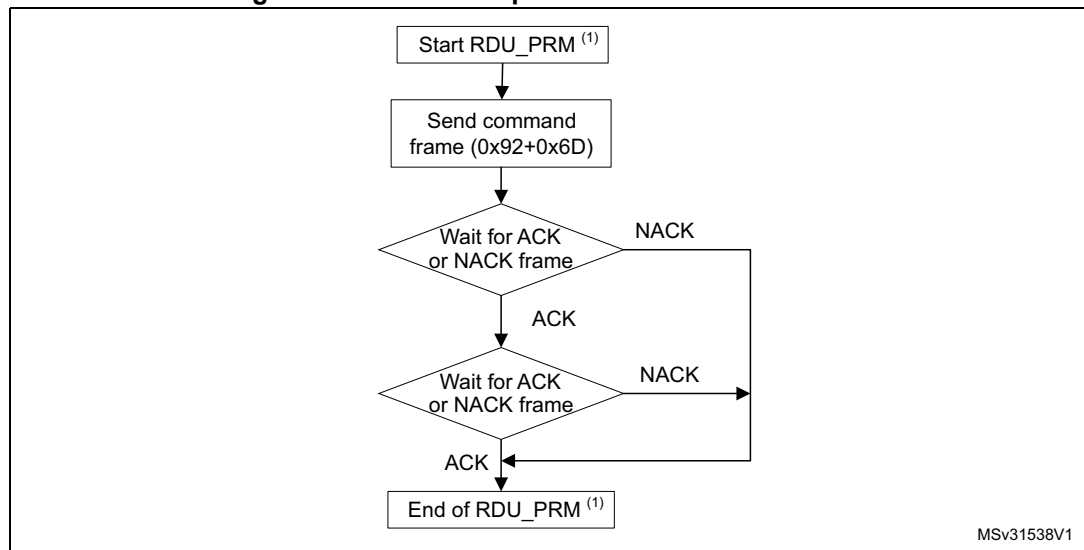 Start RDU_PRM (1)
Send command
frame (0x92+0x6D)
Wait for ACK
or NACK frame
NACK
ACK
Wait for ACK
or NACK frame
NACK
ACK
End of RDU_PRM (1)
MSv31538V1